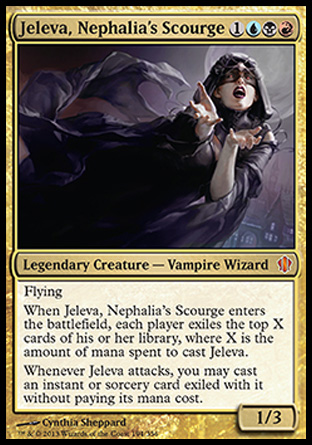 Jeleva, Nephalia's Scourge 1
Legendary Creature — Vampire Wizard
Flying
When Jeleva, Nephalia's Scourge enters
the battlefield, each player exiles the top X
cards of his or her library, where X is the
amount of mana spent to cast Jeleva.
Whenever Jeleva attacks, you may cast
an instant or sorcery card exiled with it
without paying its mana cost.
1/3
Cynthia Sheppard